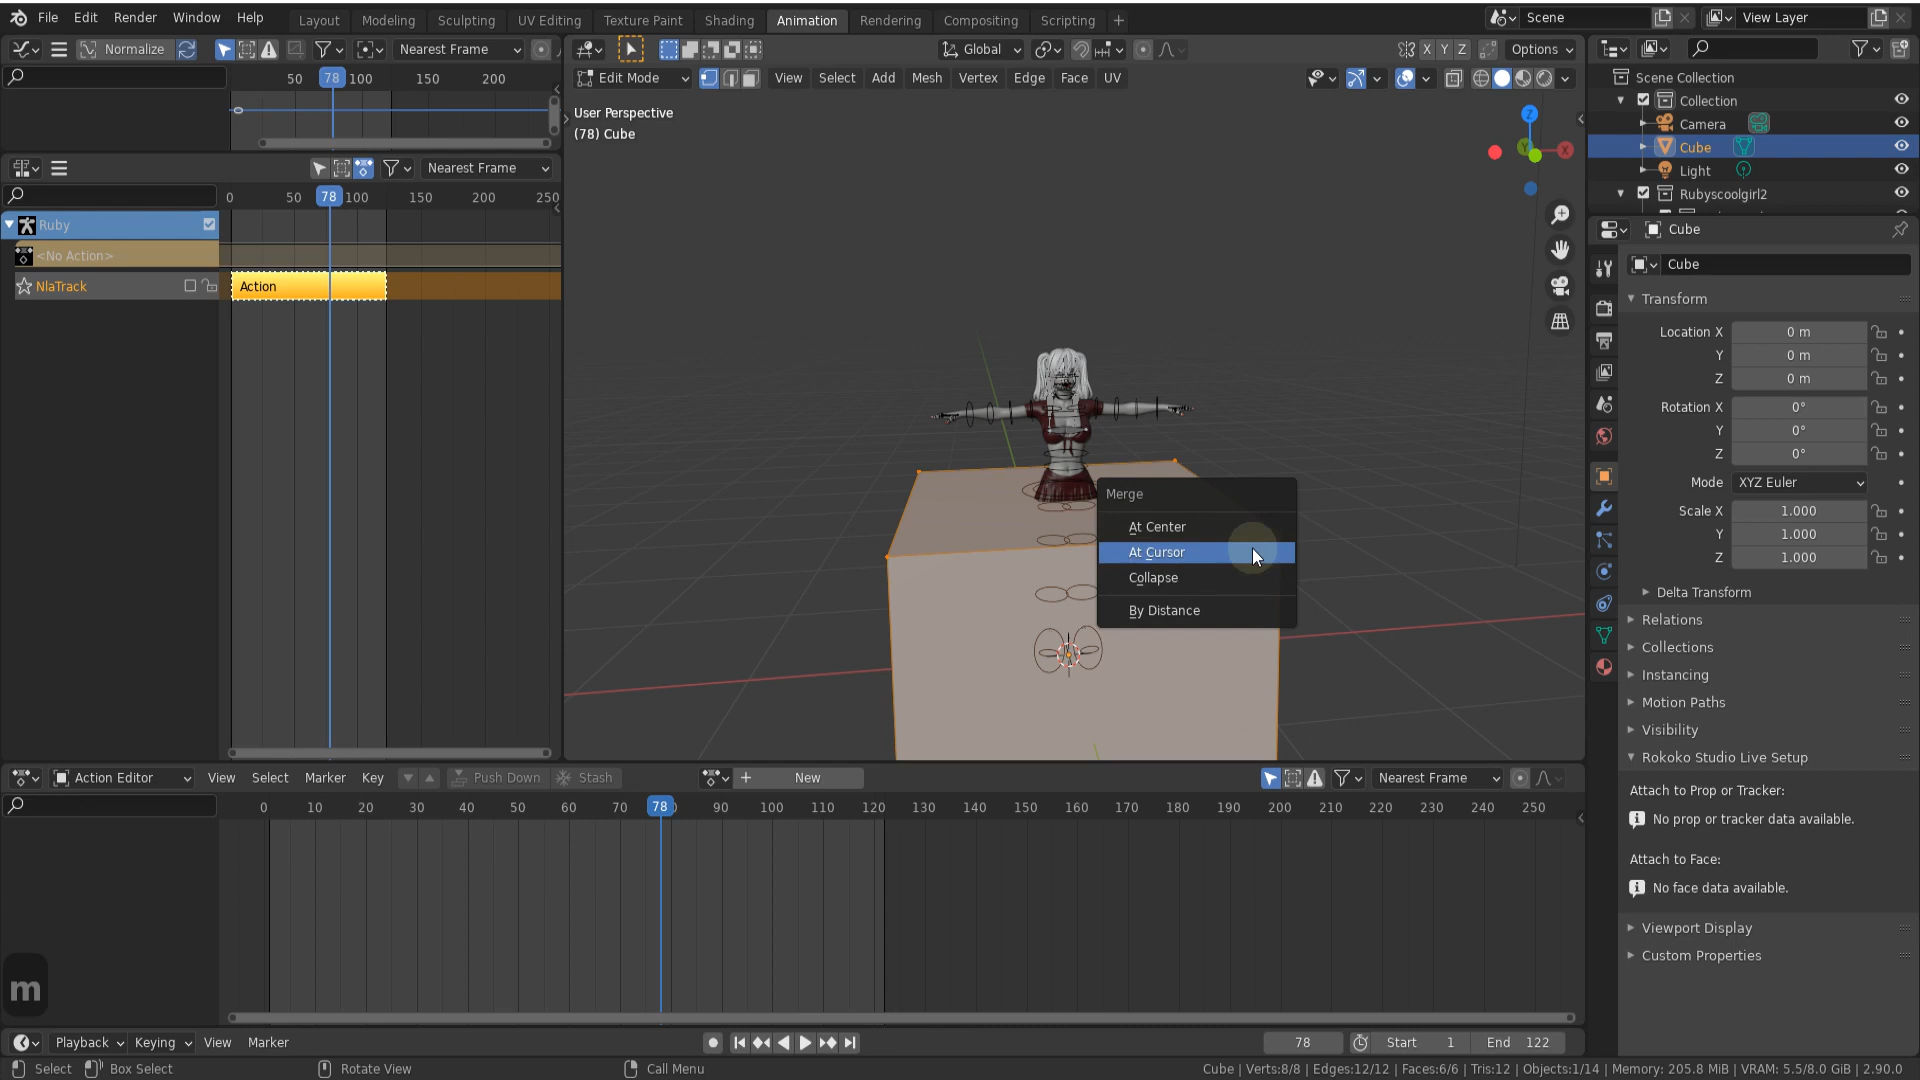 File Edit Render Window Help Layout Modeling Sculpting UV Editing Texture Paint Shading Animation Rendering Compositing Scripting + Scene View Layer
Normalize Nearest Frame Global X Y Z Options
50 78 100 150 200
Edit Mode View Select Add Mesh Vertex Edge Face UV
Scene Collection
Collection
Camera
Cube
Light
Rubyscoolgirl2
User Perspective
(78) Cube
Z
Y
X
Nearest Frame
0 50 78 100 150 200 250
Ruby
<No Action>
NlaTrack
Action
Cube
Cube
Transform
Location X 0 m
Y 0 m
Z 0 m
Rotation X 0°
Y 0°
Z 0°
Mode XYZ Euler
Scale X 1.000
Y 1.000
Z 1.000
Delta Transform
Relations
Collections
Instancing
Motion Paths
Visibility
Rokoko Studio Live Setup
Attach to Prop or Tracker:
No prop or tracker data available.
Attach to Face:
No face data available.
Viewport Display
Custom Properties
Merge
At Center
At Cursor
Collapse
By Distance
Action Editor View Select Marker Key Push Down Stash + New Nearest Frame
0 10 20 30 40 50 60 70 78 90 100 110 120 130 140 150 160 170 180 190 200 210 220 230 240 250
m
Playback Keying View Marker 78 Start 1 End 122
Select Box Select Rotate View Call Menu Cube | Verts:8/8 | Edges:12/12 | Faces:6/6 | Tris:12 | Objects:1/14 | Memory: 205.8 MiB | VRAM: 5.5/8.0 GiB | 2.90.0